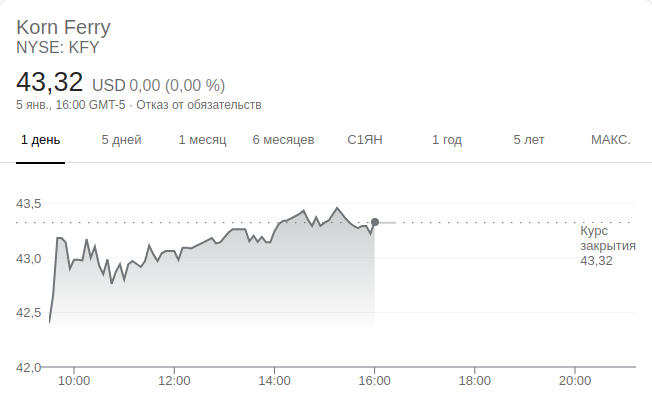 Korn Ferry
NYSE: KFY
43,32 USD 0,00 (0,00 %)
5 янв., 16:00 GMT-5 · Отказ от обязательств
1 день 5 дней 1 месяц 6 месяцев С1ЯН 1 год 5 лет МАКС.
43,5
Курс
закрытия
43,32
43,0
42,5
42,0
10:00 12:00 14:00 16:00 18:00 20:00